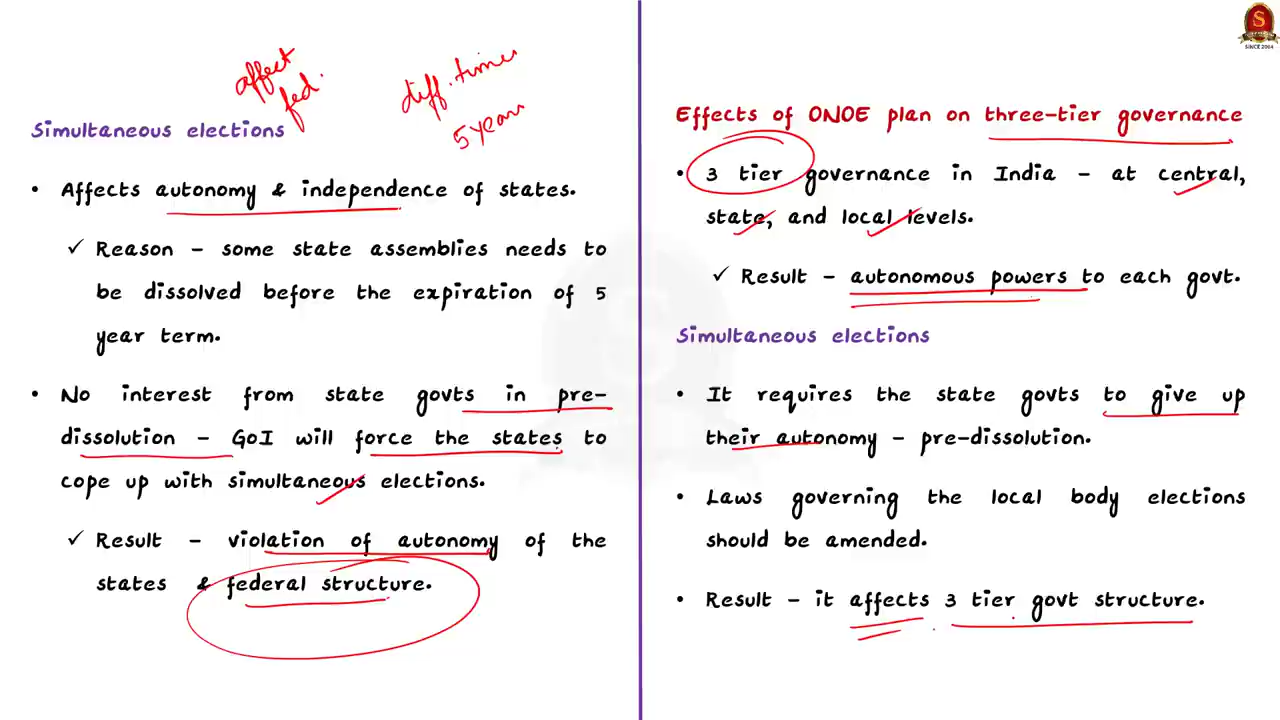 affect
fed.
diff. times
5 years
Simultaneous elections
• Affects autonomy & independence of states.
✓ Reason - some state assemblies needs to
be dissolved before the expiration of 5
year term.
• No interest from state govts in pre-
dissolution - GoI will force the states to
cope up with simultaneous elections.
✓ Result - violation of autonomy of the
states & federal structure.
S
SINCE 2004
Effects of ONOE plan on three-tier governance
• 3 tier governance in India - at central,
state, and local levels.
✓ Result - autonomous powers to each govt.
Simultaneous elections
• It requires the state govts to give up
their autonomy - pre-dissolution.
• Laws governing the local body elections
should be amended.
• Result - it affects 3 tier govt structure.